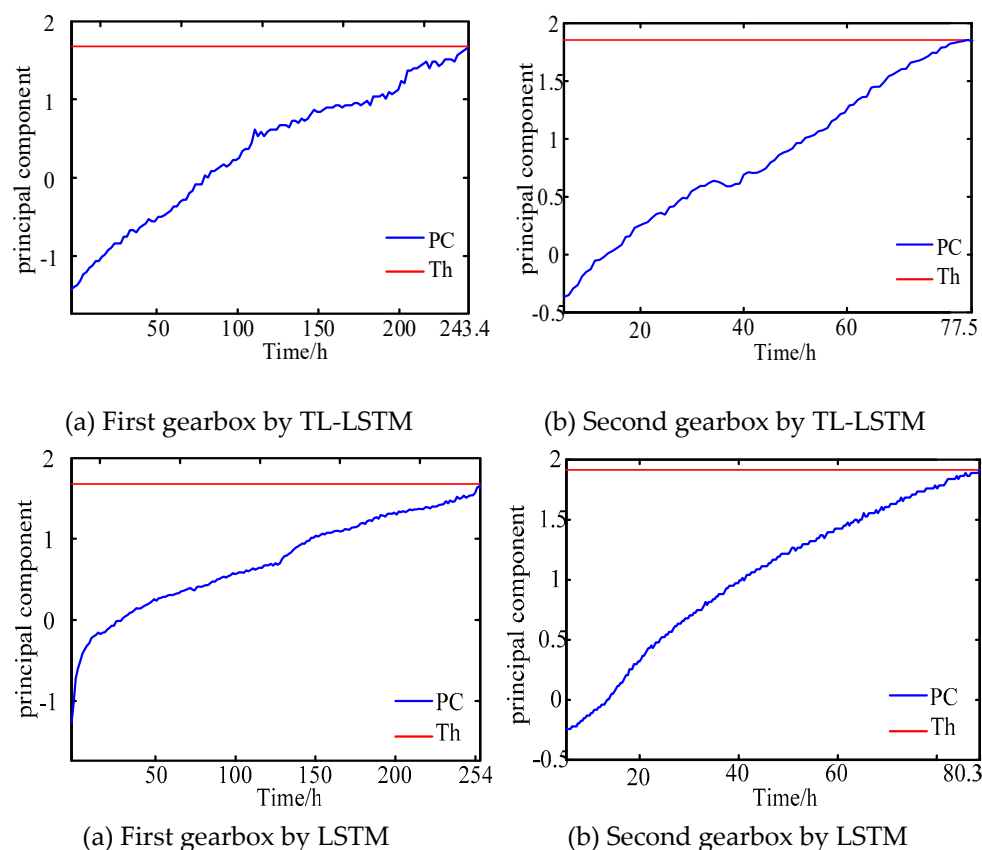 2
1
0
-1
principal component
PC
Th
50
100
150
200
243.4
Time/h
(a) First gearbox by TL-LSTM
2
1.5
1
0.5
0
-0.5
principal component
PC
Th
20
40
60
77.5
Time/h
(b) Second gearbox by TL-LSTM
2
1
0
-1
principal component
PC
Th
50
100
150
200
254
Time/h
(a) First gearbox by LSTM
2
1.5
1
0.5
0
-0.5
principal component
PC
Th
20
40
60
80.3
Time/h
(b) Second gearbox by LSTM